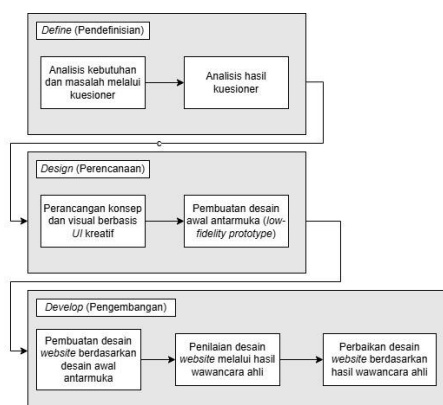 Define (Pendefinisian)
Analisis kebutuhan
dan masalah melalui
kuesioner
Analisis hasil
kuesioner
c
Design (Perencanaan)
Perancangan konsep
dan visual berbasis
UI kreatif
Pembuatan desain
awal antarmuka (low-
fidelity prototype)
Develop (Pengembangan)
Pembuatan desain
website berdasarkan
desain awal
antarmuka
Penilaian desain
website melalui hasil
wawancara ahli
Perbaikan desain
website berdasarkan
hasil wawancara ahli